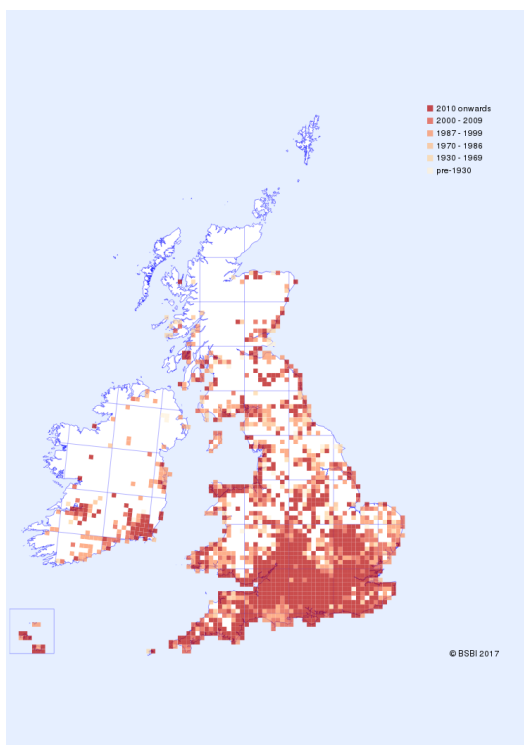 2010 onwards
2000 - 2009
1987 - 1999
1970 - 1986
1930 - 1969
pre-1930
© BSBI 2017